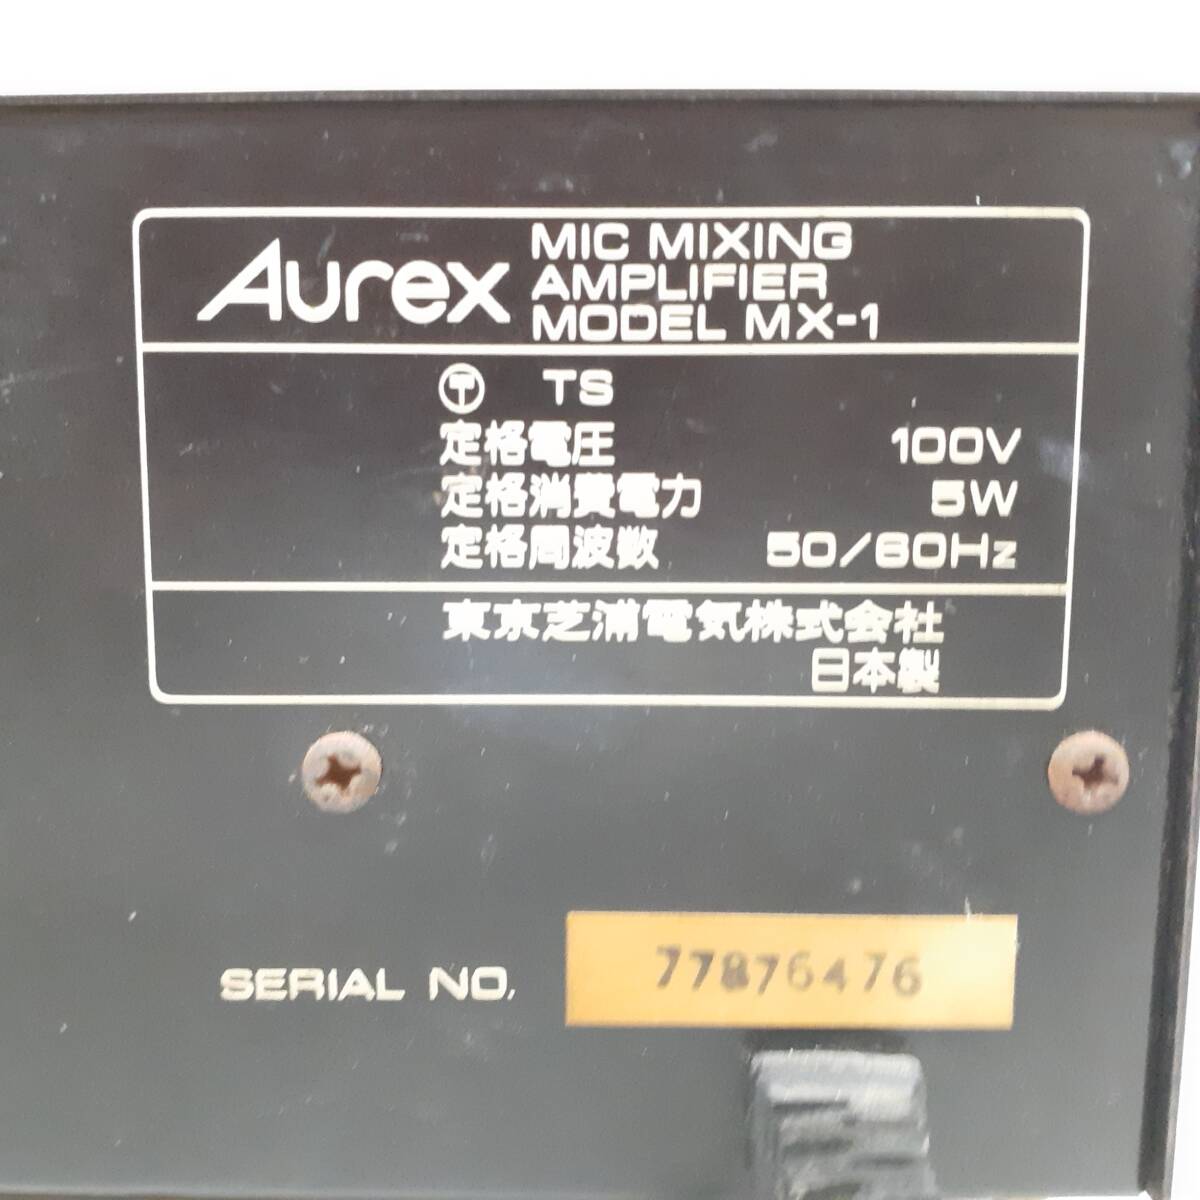 Aurex
MIC MIXING
AMPLIFIER
MODEL MX-1
〒 TS
定格電圧 100V
定格消費電力 5W
定格周波数 50/60Hz
東京芝浦電気株式会社
日本製
SERIAL NO. 77876476